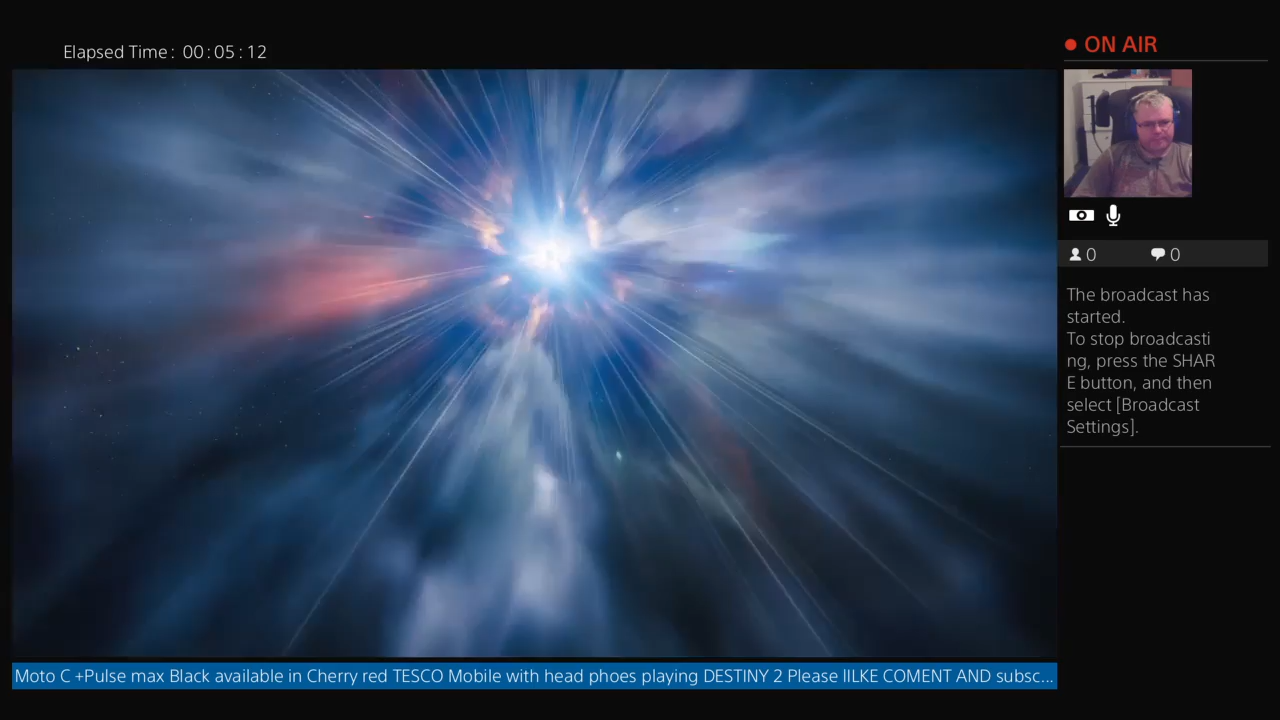 Elapsed Time: 00:05:12
ON AIR
0 0
The broadcast has
started.
To stop broadcasti
ng, press the SHAR
E button, and then
select [Broadcast
Settings].
Moto C +Pulse max Black available in Cherry red TESCO Mobile with head phoes playing DESTINY 2 Please lIlLKE COMENT AND subsc...